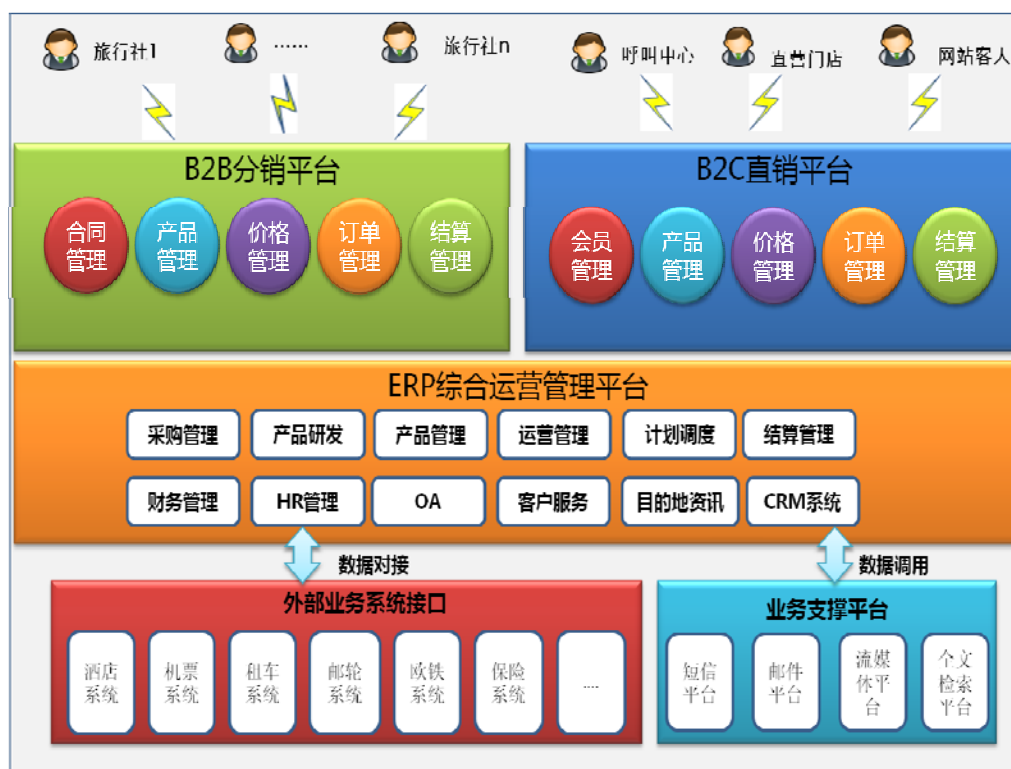 旅行社1
······
旅行社n
呼叫中心
直营门店
网站客人
B2B分销平台
合同
管理
产品
管理
价格
管理
订单
管理
结算
管理
B2C直销平台
会员
管理
产品
管理
价格
管理
订单
管理
结算
管理
ERP综合运营管理平台
采购管理
产品研发
产品管理
运营管理
计划调度
结算管理
财务管理
HR管理
OA
客户服务
目的地资讯
CRM系统
数据对接
数据调用
外部业务系统接口
酒店
系统
机票
系统
租车
系统
邮轮
系统
欧铁
系统
保险
系统
....
业务支撑平台
短信
平台
邮件
平台
流媒
体平
台
个文
检索
平台